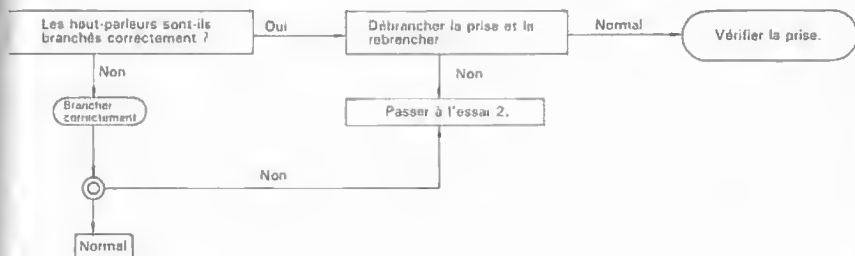 Les haut-parleurs sont-ils
branchés correctement ?
Oui
Débrancher la prise et la
rebrancher
Normal
Vérifier la prise.
Non
Non
Brancher
correctement
Passer à l'essai 2.
Non
Normal